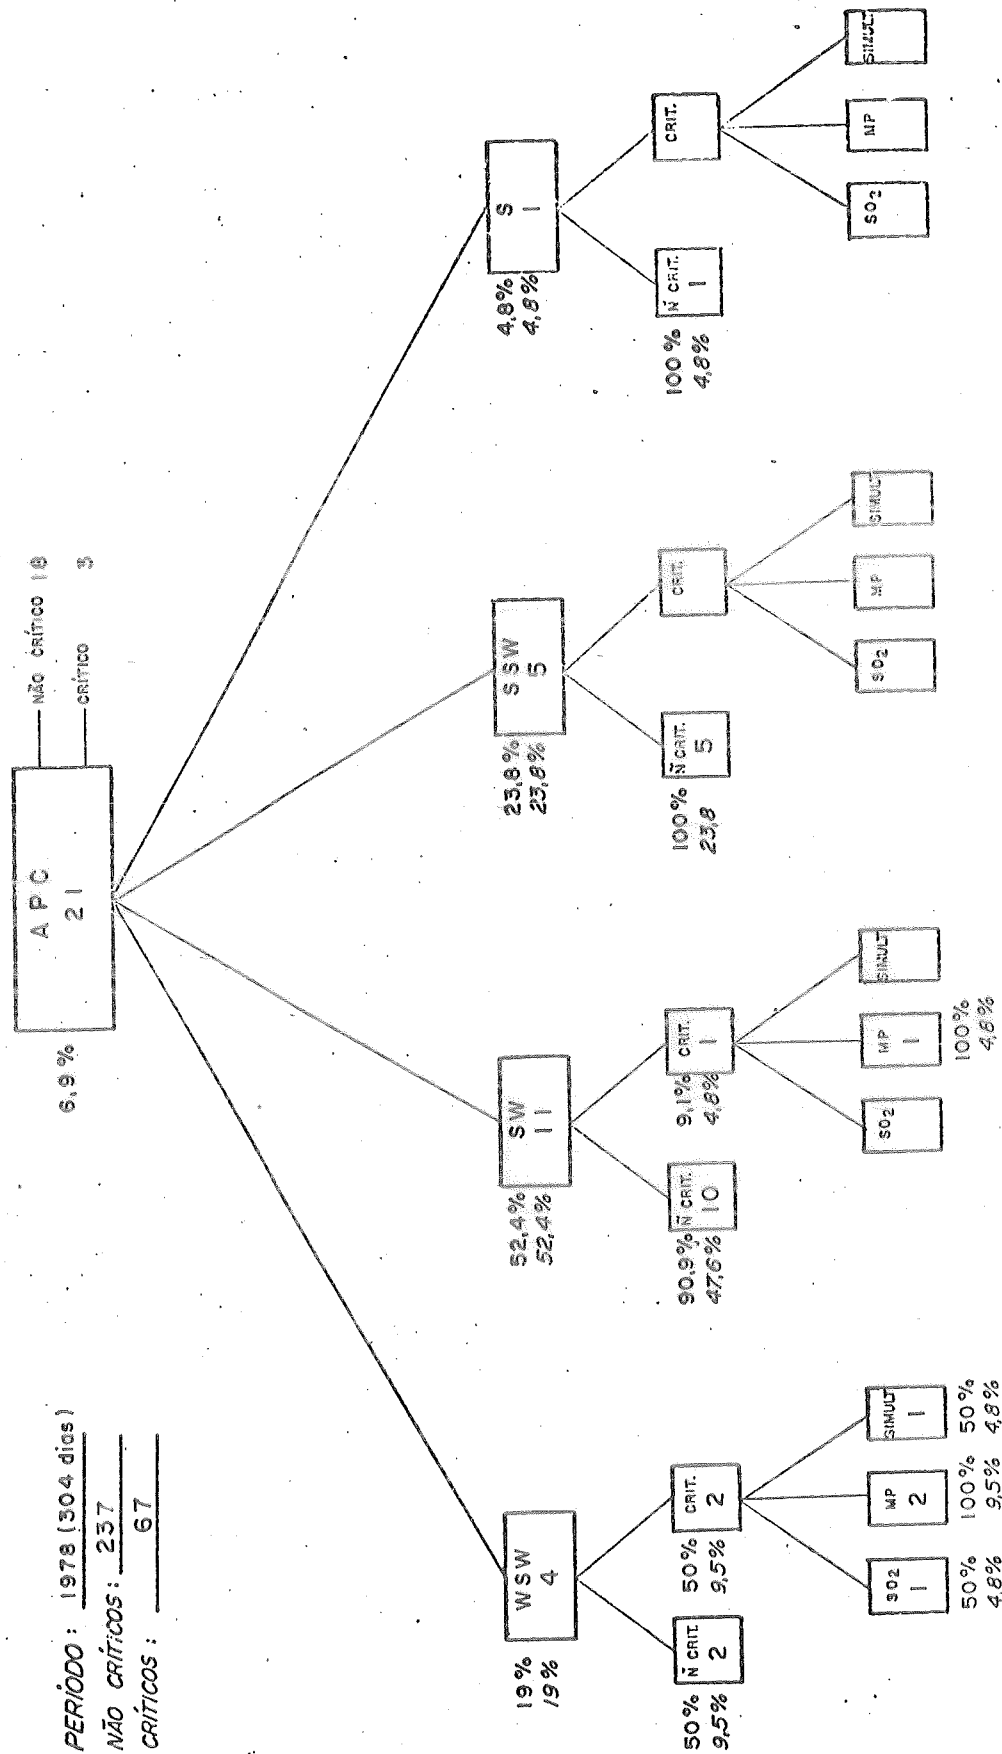 PERÍODO : 1978 (304 dias)
NÃO CRÍTICOS : 237
CRÍTICOS : 67
A P C
21
6,9 %
NÃO CRÍTICO 18
CRÍTICO 3
WSW
4
19%
19%
SW
11
52,4%
52,4%
SSW
5
23,8%
23,8%
S
1
4,8%
4,8%
Ñ CRIT.
2
50%
9,5%
CRIT.
2
50%
9,5%
Ñ CRIT.
10
90,9%
47,6%
CRIT.
1
9,1%
4,8%
Ñ CRIT.
5
100%
23,8
CRIT.
Ñ CRIT.
1
100%
4,8%
CRIT.
SO2
1
50%
4,8%
MP
2
100%
9,5%
SIMULT
1
50%
4,8%
SO2
MP
1
100%
4,8%
SIMULT
SO2
MP
SIMULT
SO2
MP
SIMULT